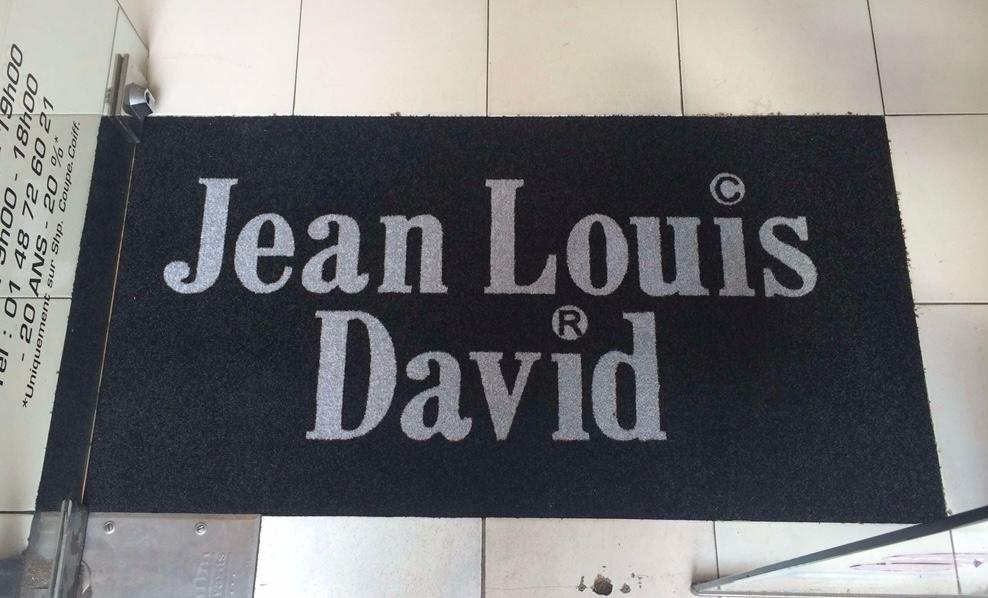 Jean Louis ©
David ®
19h00
9h00 - 18h00
Tel : 01 48 72 60 21
- 20 ANS - 20 %*
*Uniquement sur Shp. Coupe. Coiff.